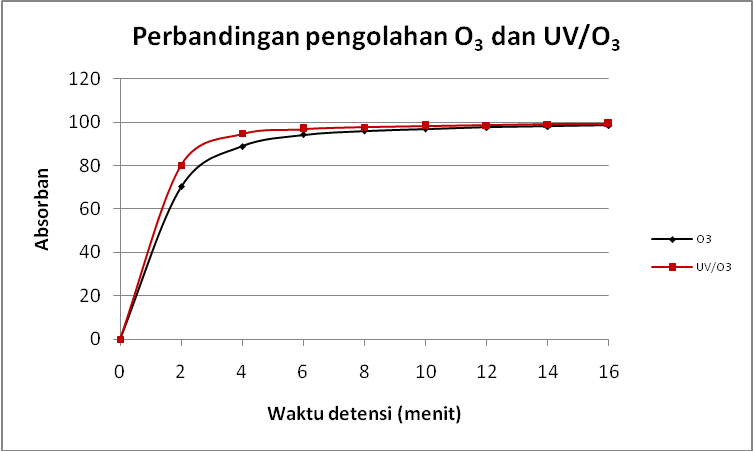 Perbandingan pengolahan O₃ dan UV/O₃
120
100
80
60
40
20
0
Absorban
0 2 4 6 8 10 12 14 16
Waktu detensi (menit)
O3
UV/O3